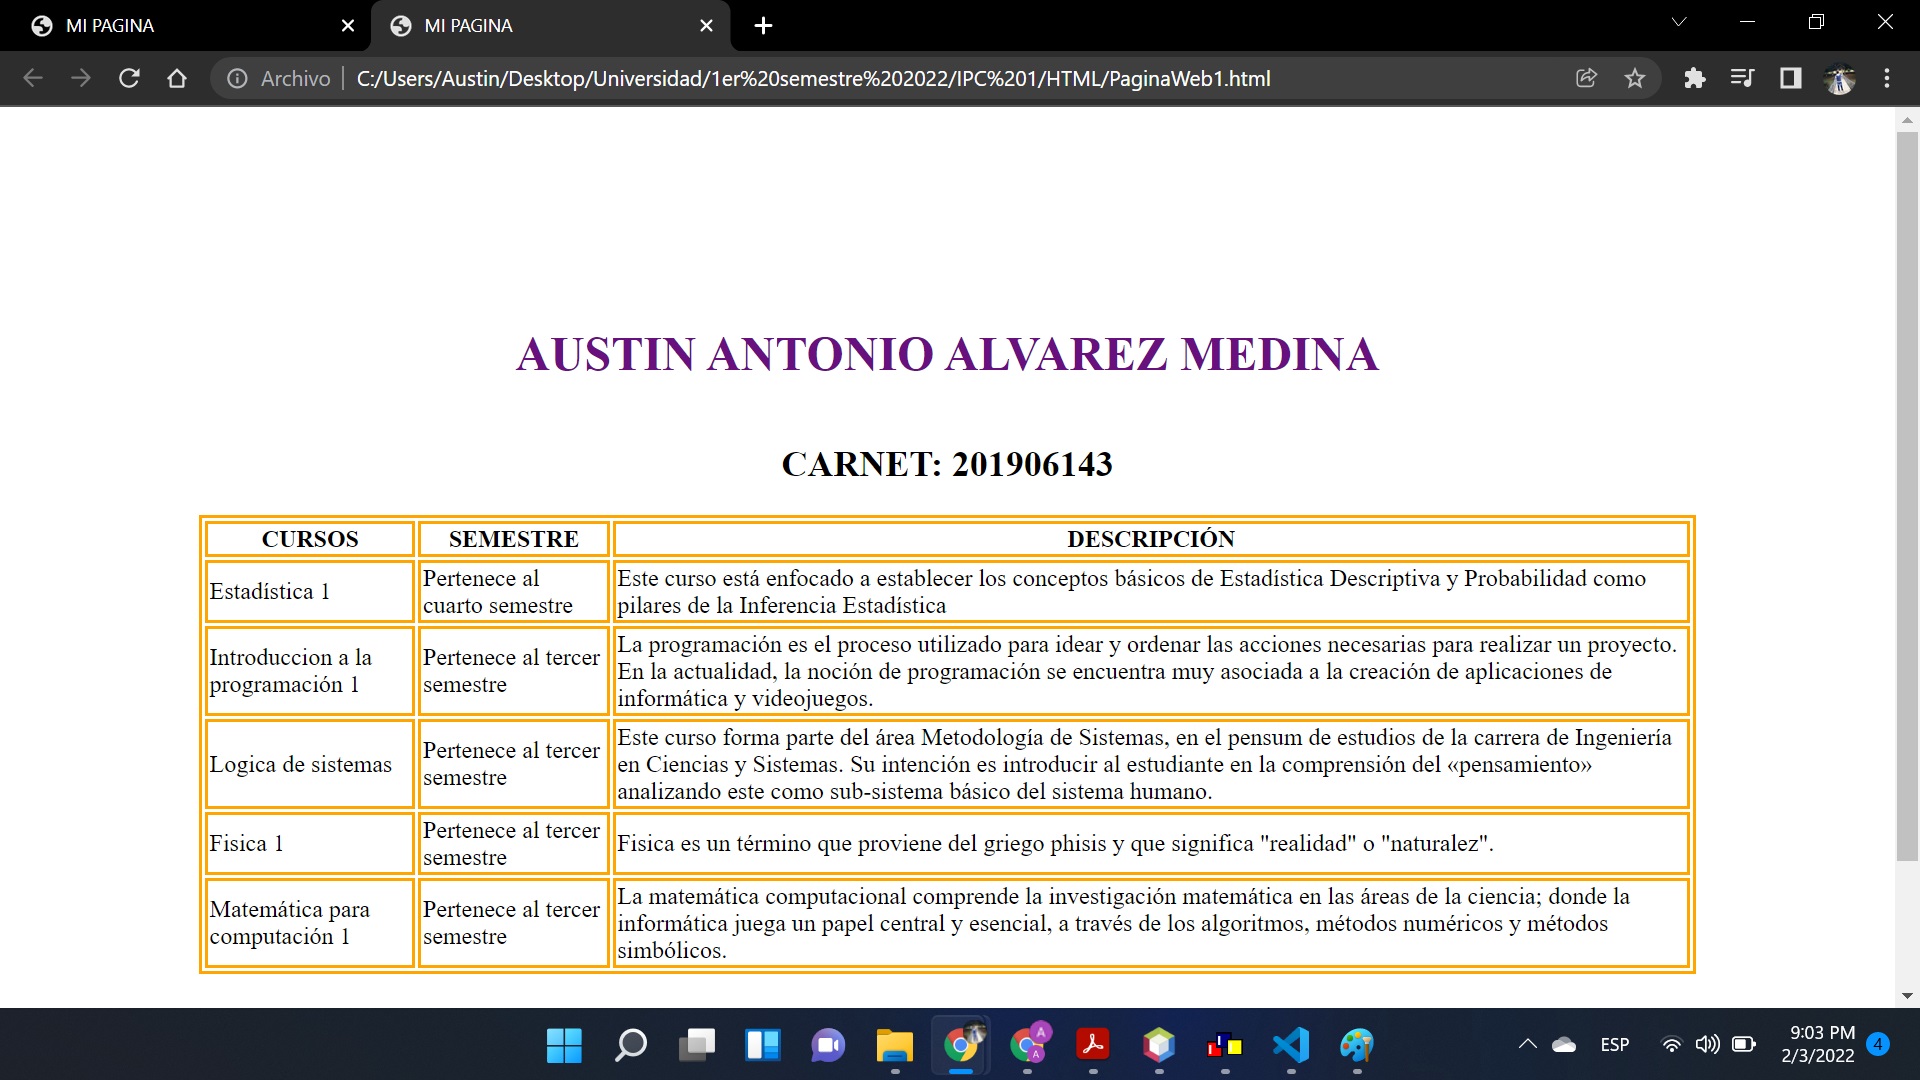 MI PAGINA
MI PAGINA
Archivo
C:/Users/Austin/Desktop/Universidad/1er%20semestre%202022/IPC%201/HTML/PaginaWeb1.html
AUSTIN ANTONIO ALVAREZ MEDINA
CARNET: 201906143
CURSOS SEMESTRE DESCRIPCIÓN
Estadística 1
Pertenece al
cuarto semestre
Este curso está enfocado a establecer los conceptos básicos de Estadística Descriptiva y Probabilidad como
pilares de la Inferencia Estadística
Introduccion a la
programación 1
Pertenece al tercer
semestre
La programación es el proceso utilizado para idear y ordenar las acciones necesarias para realizar un proyecto.
En la actualidad, la noción de programación se encuentra muy asociada a la creación de aplicaciones de
informática y videojuegos.
Logica de sistemas
Pertenece al tercer
semestre
Este curso forma parte del área Metodología de Sistemas, en el pensum de estudios de la carrera de Ingeniería
en Ciencias y Sistemas. Su intención es introducir al estudiante en la comprensión del «pensamiento»
analizando este como sub-sistema básico del sistema humano.
Fisica 1
Pertenece al tercer
semestre
Fisica es un término que proviene del griego phisis y que significa "realidad" o "naturalez".
Matemática para
computación 1
Pertenece al tercer
semestre
La matemática computacional comprende la investigación matemática en las áreas de la ciencia; donde la
informática juega un papel central y esencial, a través de los algoritmos, métodos numéricos y métodos
simbólicos.
A
A
ESP
9:03 PM
2/3/2022
4